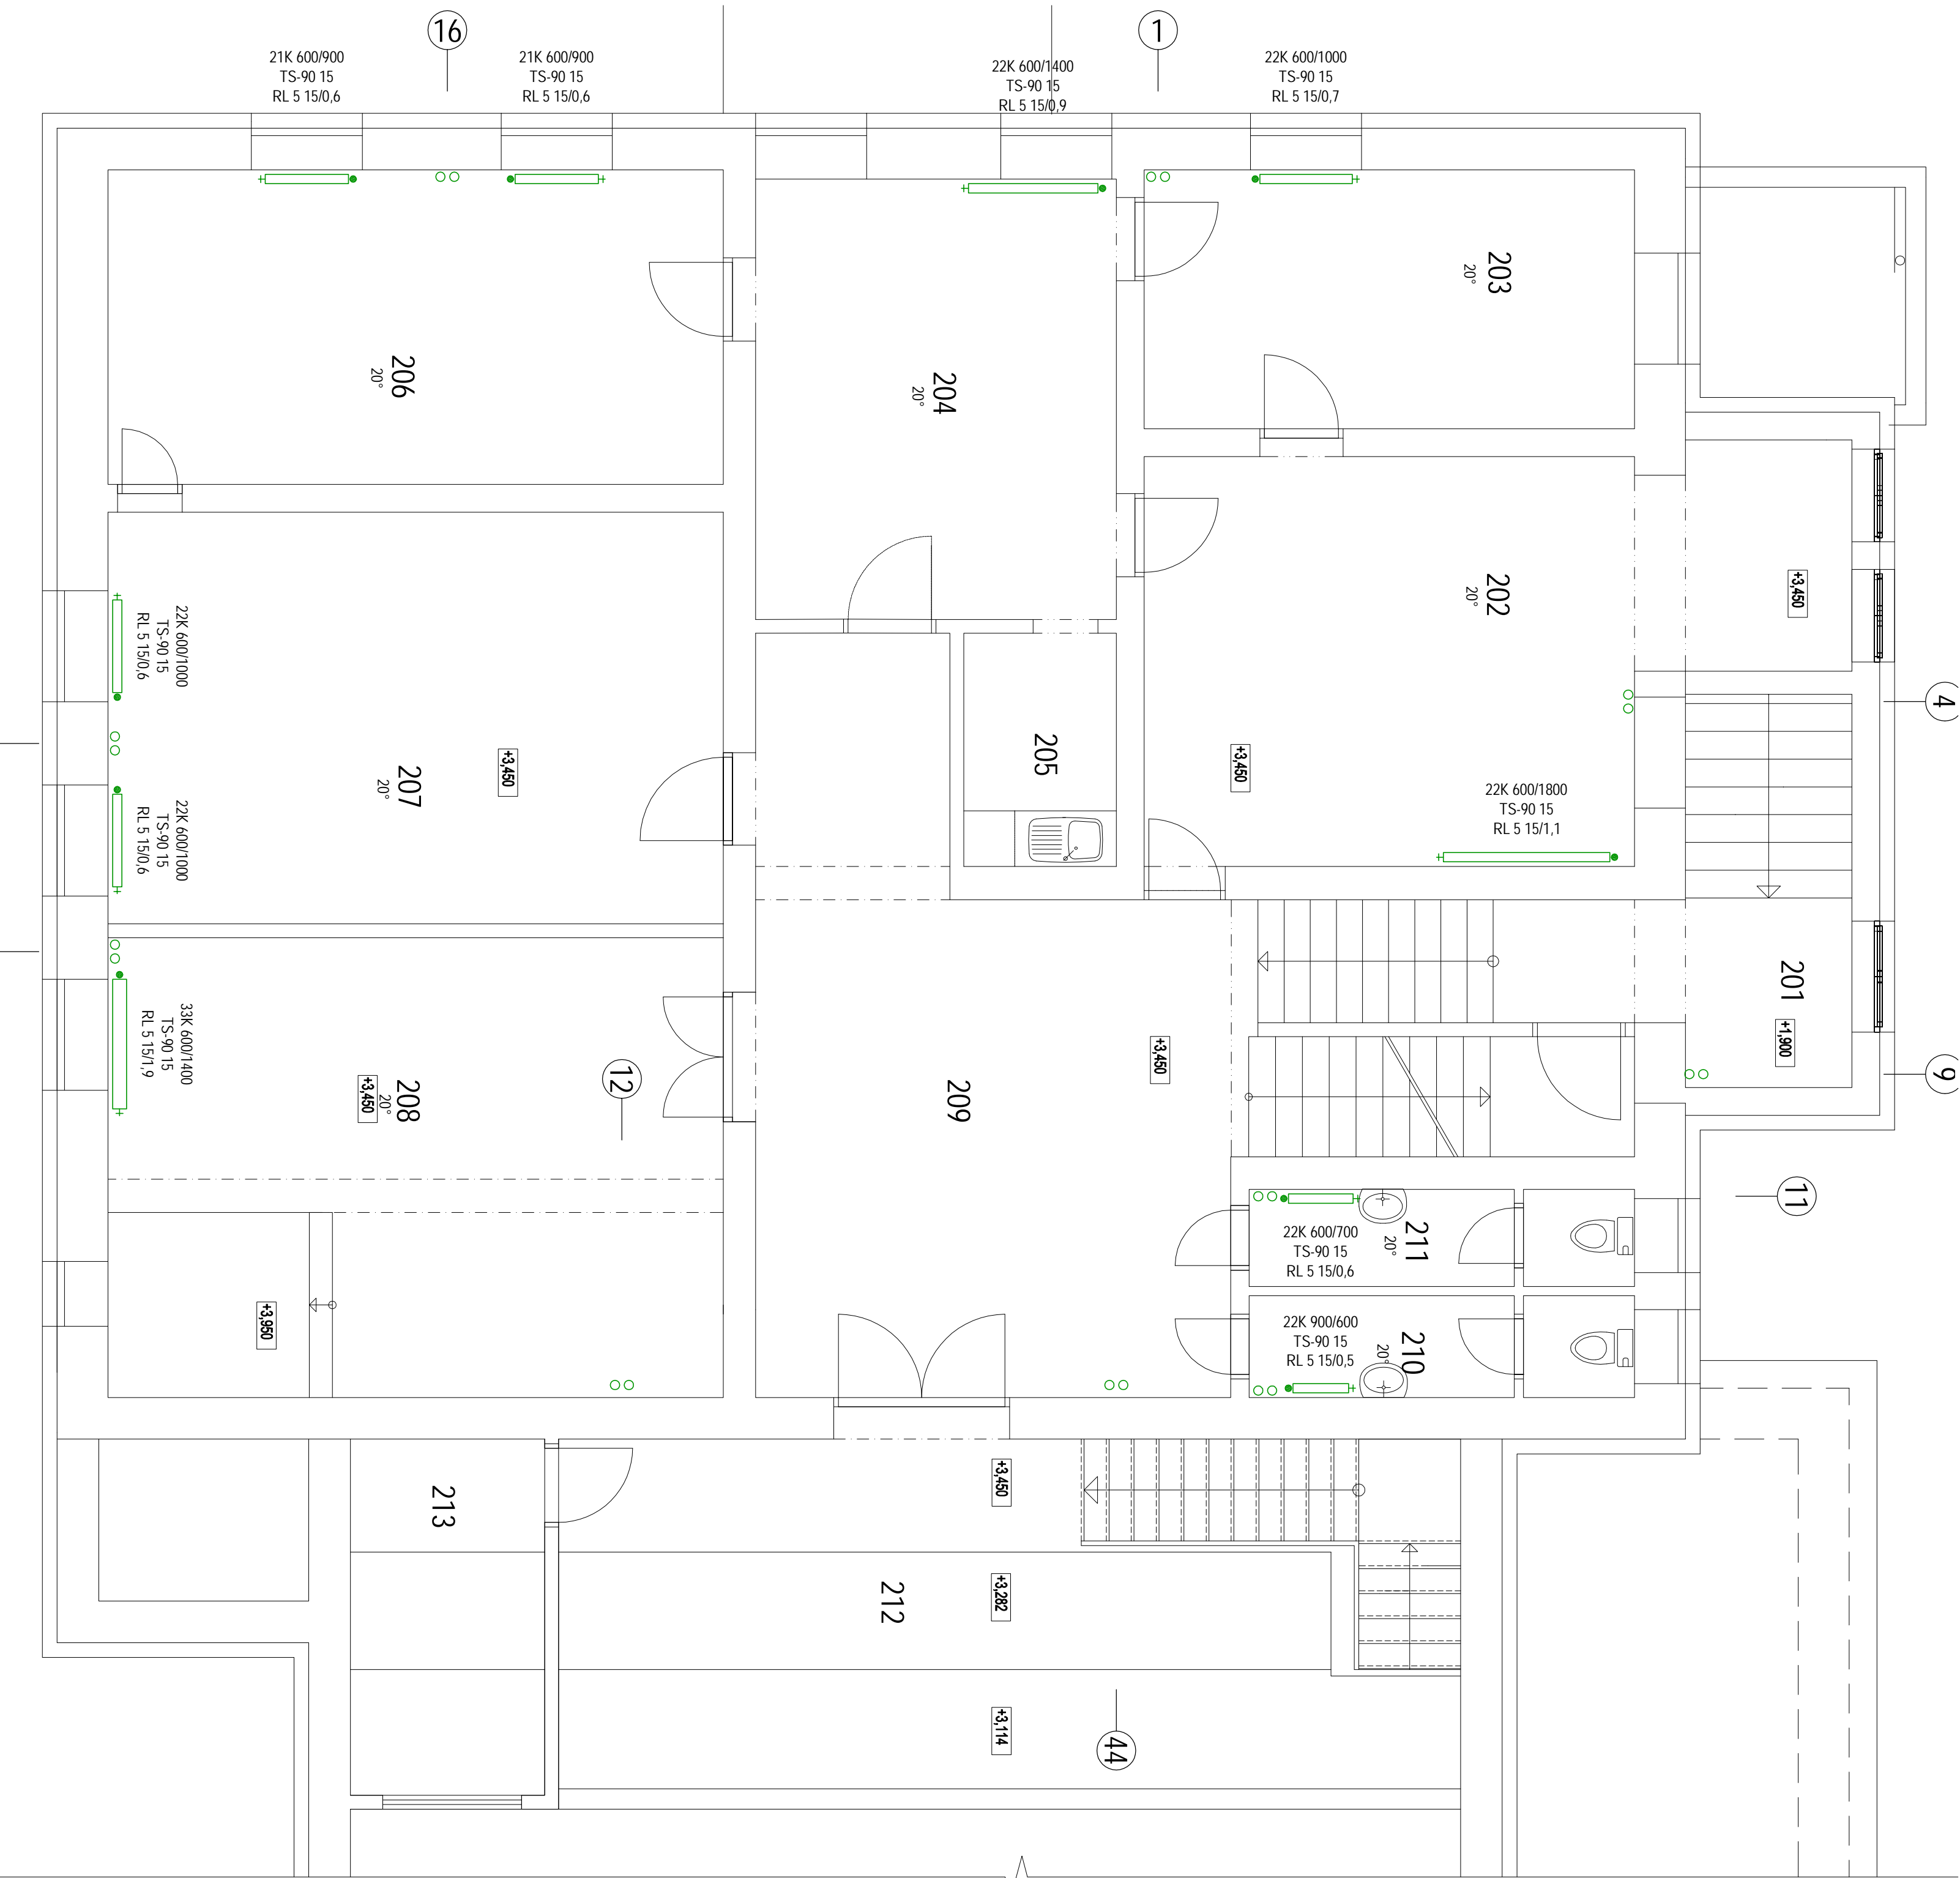 16
1
21K 600/900
TS-90 15
RL 5 15/0,6
21K 600/900
TS-90 15
RL 5 15/0,6
22K 600/1400
TS-90 15
RL 5 15/0,9
22K 600/1000
TS-90 15
RL 5 15/0,7
203
20°
206
20°
204
20°
202
20°
+3,450
4
22K 600/1000
TS-90 15
RL 5 15/0,6
207
20°
+3,450
205
+3,450
22K 600/1800
TS-90 15
RL 5 15/1,1
22K 600/1000
TS-90 15
RL 5 15/0,6
201
+1,900
9
33K 600/1400
TS-90 15
RL 5 15/1,9
208
20°
+3,450
12
209
+3,450
11
211
20°
22K 600/700
TS-90 15
RL 5 15/0,6
+3,950
22K 900/600
TS-90 15
RL 5 15/0,5
210
20°
213
+3,450
212
+3,282
+3,114
44